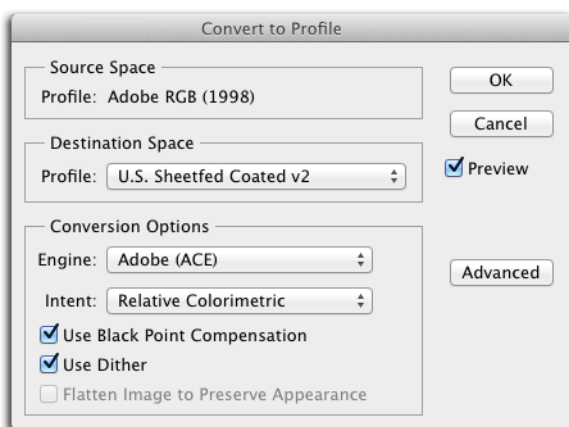 Convert to Profile
Source Space
Profile: Adobe RGB (1998)
OK
Cancel
Destination Space
Profile: U.S. Sheetfed Coated v2
Preview
Conversion Options
Engine: Adobe (ACE)
Advanced
Intent: Relative Colorimetric
Use Black Point Compensation
Use Dither
Flatten Image to Preserve Appearance